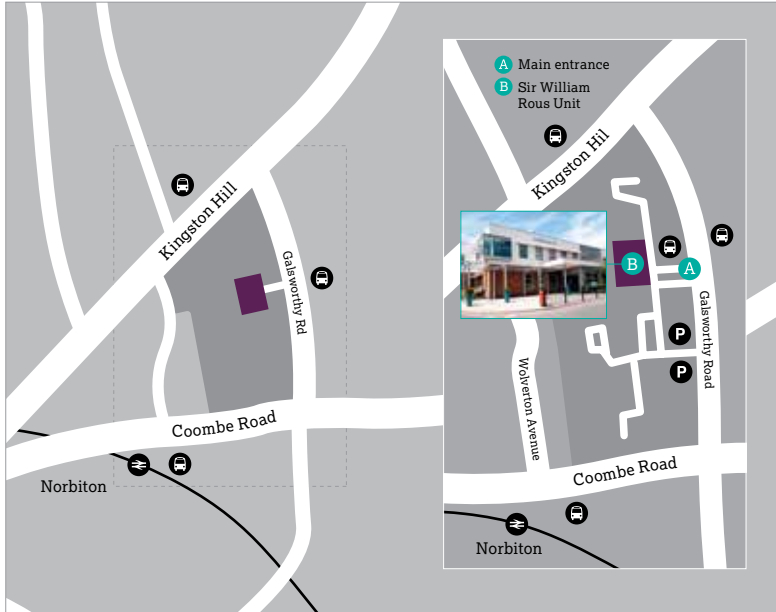 Kingston Hill
Galsworthy Rd
Coombe Road
Norbiton
A Main entrance
B Sir William
Rous Unit
Kingston Hil
B
A
P
P
Galsworthy Road
Wolverton Avenue
Coombe Road
Norbiton